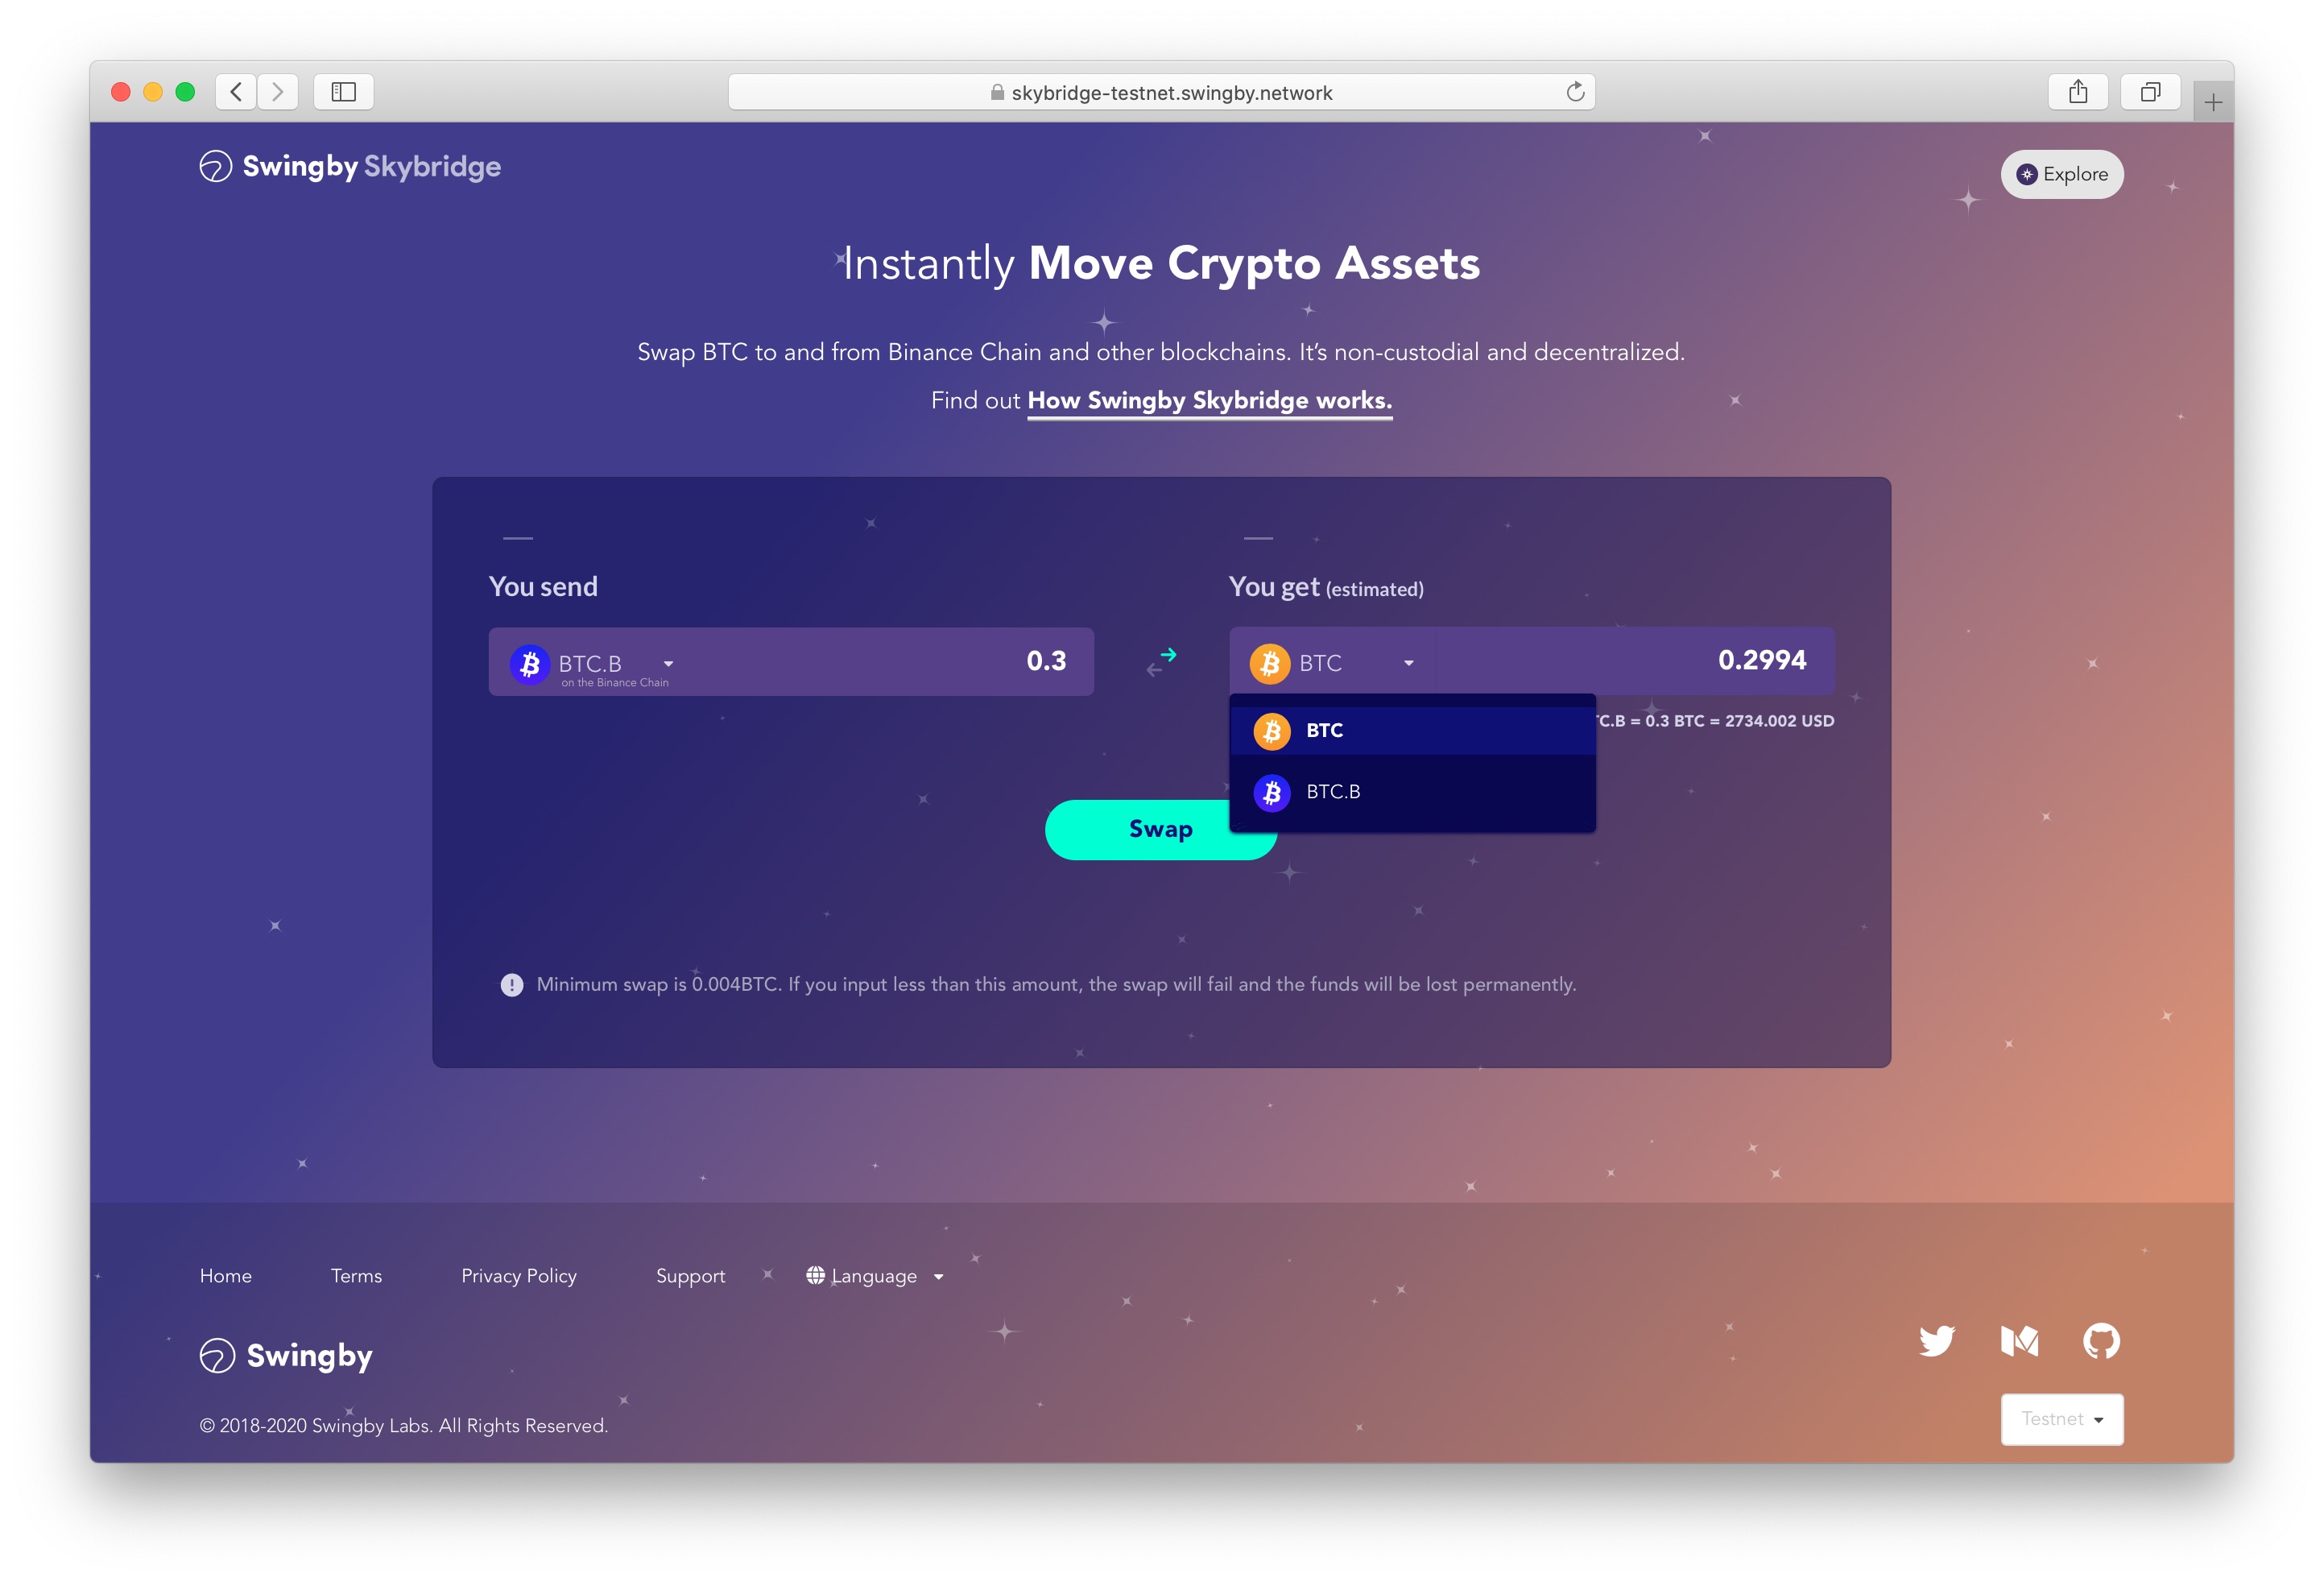 skybridge-testnet.swingby.network
Swingby Skybridge
Explore
Instantly Move Crypto Assets
Swap BTC to and from Binance Chain and other blockchains. It's non-custodial and decentralized.
Find out How Swingby Skybridge works.
You send
You get (estimated)
BTC.B
on the Binance Chain
0.3
BTC
0.2994
BTC
C.B = 0.3 BTC = 2734.002 USD
BTC.B
Swap
Minimum swap is 0.004BTC. If you input less than this amount, the swap will fail and the funds will be lost permanently.
Home
Terms
Privacy Policy
Support
Language
Swingby
© 2018-2020 Swingby Labs. All Rights Reserved.
Testnet